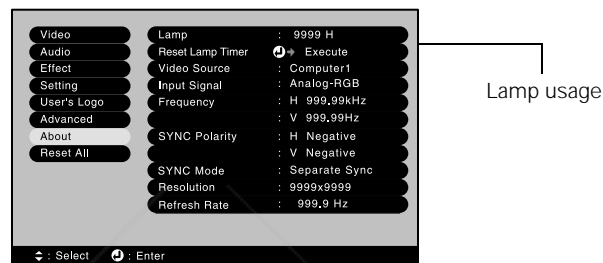 Video
Audio
Effect
Setting
User's Logo
Advanced
About
Reset All
Lamp : 9999 H
Reset Lamp Timer Execute
Video Source : Computer1
Input Signal : Analog-RGB
Frequency : H 999.99kHz
: V 999.99Hz
SYNC Polarity : H Negative
: V Negative
SYNC Mode : Separate Sync
Resolution : 9999x9999
Refresh Rate : 999.9 Hz
: Select : Enter
Lamp usage